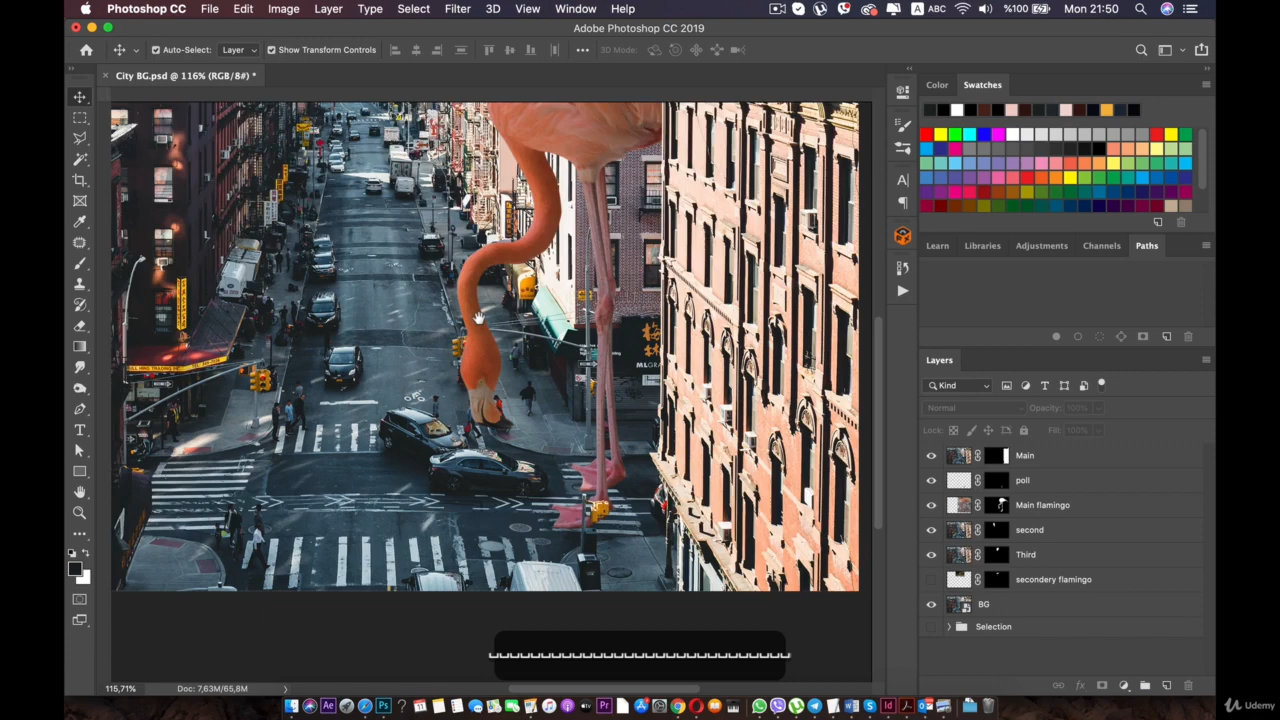 Photoshop CC File Edit Image Layer Type Select Filter 3D View Window Help ABC %100 Mon 21:50
Adobe Photoshop CC 2019
Auto-Select: Layer Show Transform Controls 3D Mode:
City BG.psd @ 116% (RGB/8#) *
Color Swatches
Learn Libraries Adjustments Channels Paths
Layers
Kind
Normal Opacity: 100%
Lock: Fill: 100%
Main
poll
Main flamingo
second
Third
secondery flamingo
BG
Selection
115,71% Doc: 7,63M/65,8M
Udemy